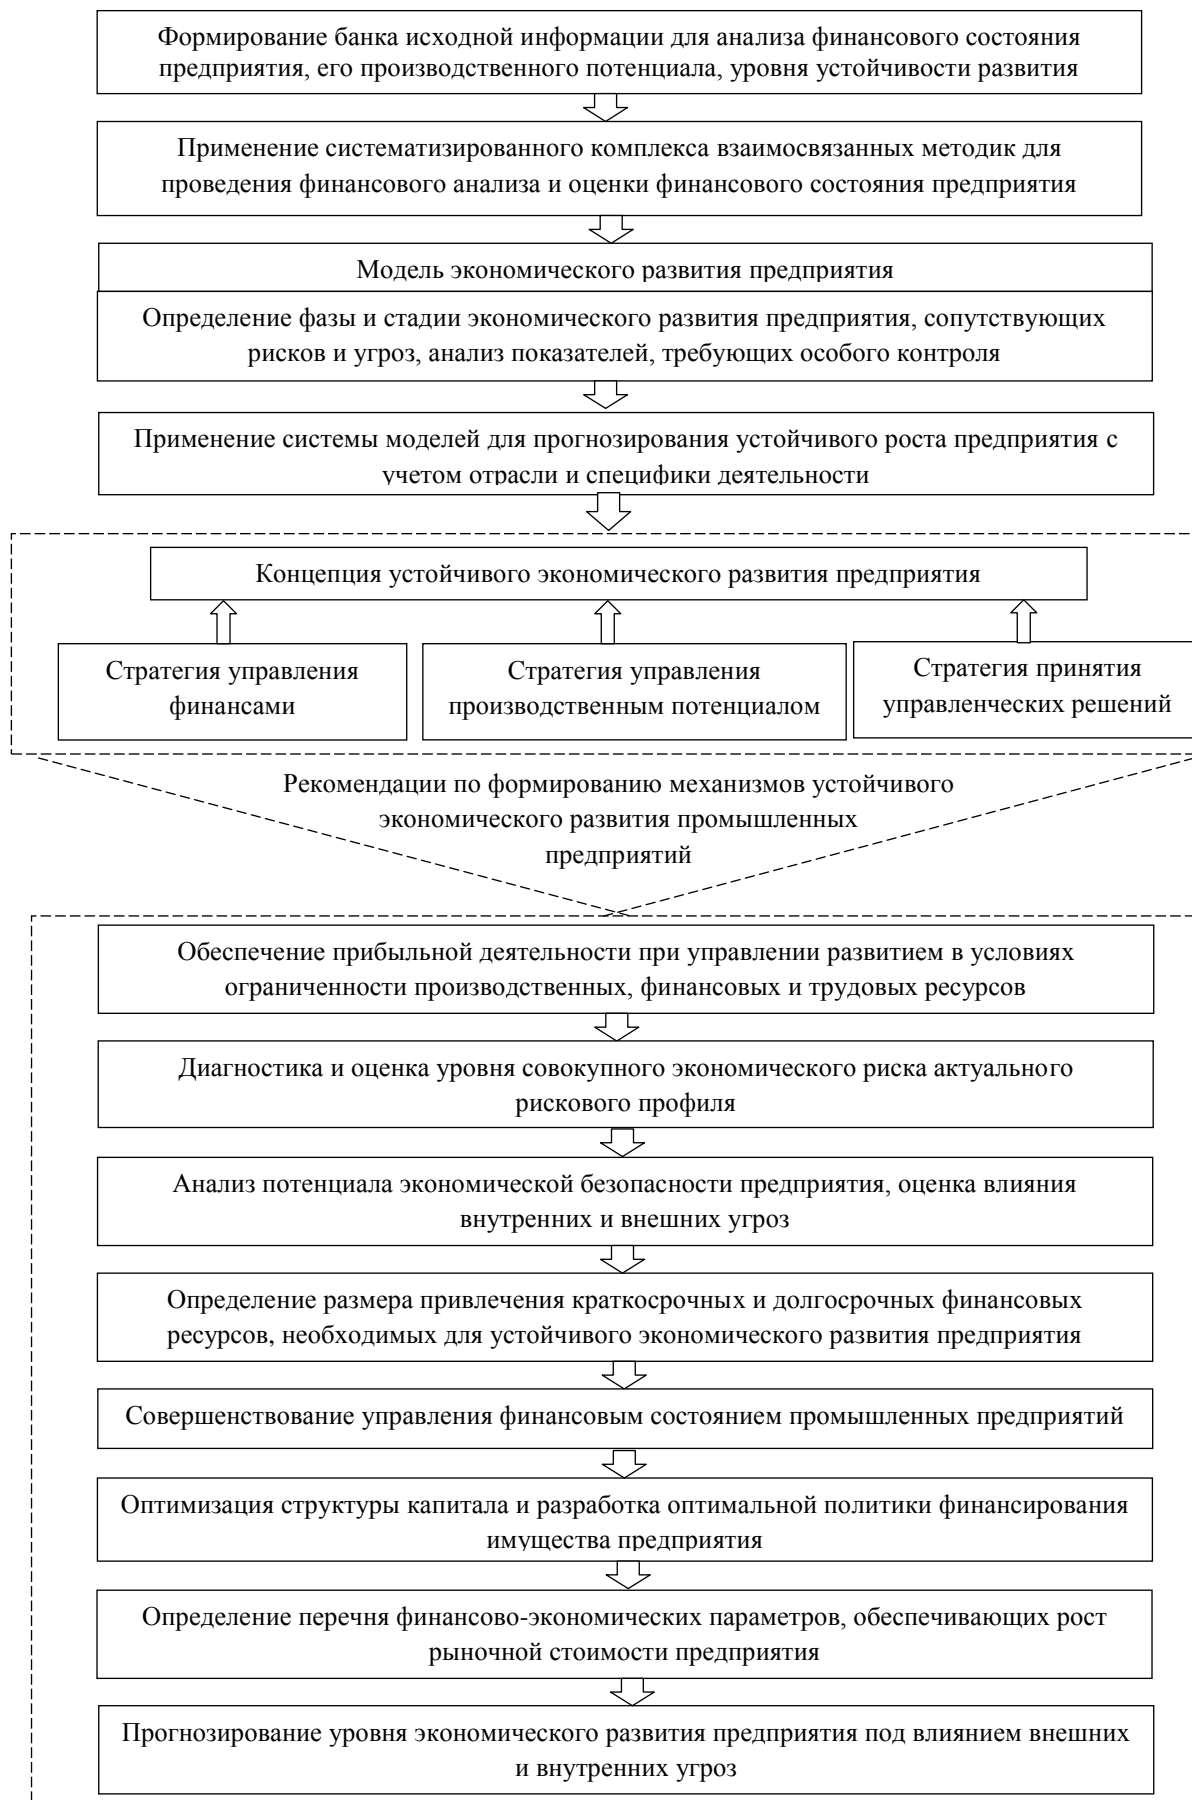 Формирование банка исходной информации для анализа финансового состояния
предприятия, его производственного потенциала, уровня устойчивости развития
Применение систематизированного комплекса взаимосвязанных методик для
проведения финансового анализа и оценки финансового состояния предприятия
Модель экономического развития предприятия
Определение фазы и стадии экономического развития предприятия, сопутствующих
рисков и угроз, анализ показателей, требующих особого контроля
Применение системы моделей для прогнозирования устойчивого роста предприятия с
учетом отрасли и специфики деятельности
Концепция устойчивого экономического развития предприятия
Стратегия управления
финансами
Стратегия управления
производственным потенциалом
Стратегия принятия
управленческих решений
Рекомендации по формированию механизмов устойчивого
экономического развития промышленных
предприятий
Обеспечение прибыльной деятельности при управлении развитием в условиях
ограниченности производственных, финансовых и трудовых ресурсов
Диагностика и оценка уровня совокупного экономического риска актуального
рискового профиля
Анализ потенциала экономической безопасности предприятия, оценка влияния
внутренних и внешних угроз
Определение размера привлечения краткосрочных и долгосрочных финансовых
ресурсов, необходимых для устойчивого экономического развития предприятия
Совершенствование управления финансовым состоянием промышленных предприятий
Оптимизация структуры капитала и разработка оптимальной политики финансирования
имущества предприятия
Определение перечня финансово-экономических параметров, обеспечивающих рост
рыночной стоимости предприятия
Прогнозирование уровня экономического развития предприятия под влиянием внешних
и внутренних угроз